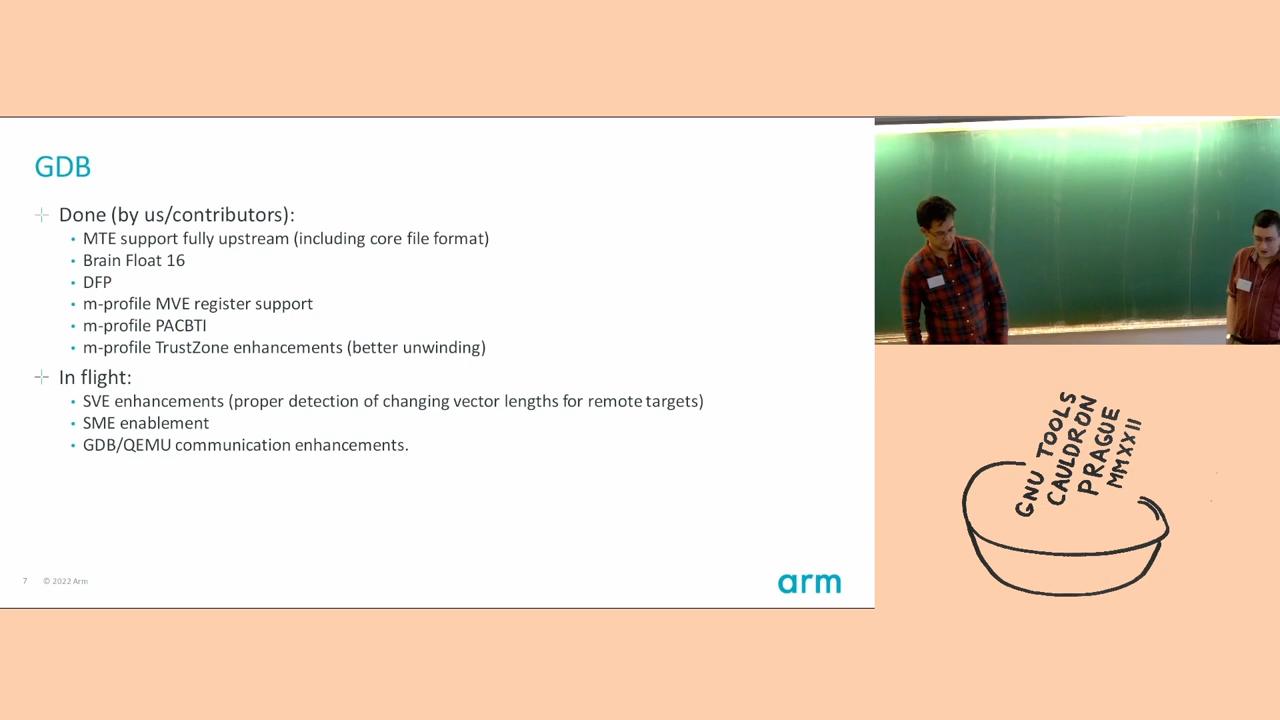 GDB
Done (by us/contributors):
MTE support fully upstream (including core file format)
Brain Float 16
DFP
m-profile MVE register support
m-profile PACBTI
m-profile TrustZone enhancements (better unwinding)
In flight:
SVE enhancements (proper detection of changing vector lengths for remote targets)
SME enablement
GDB/QEMU communication enhancements.
7 © 2022 Arm
arm
GNU TOOLS
CAULDRON
PRAGUE
MMXXII